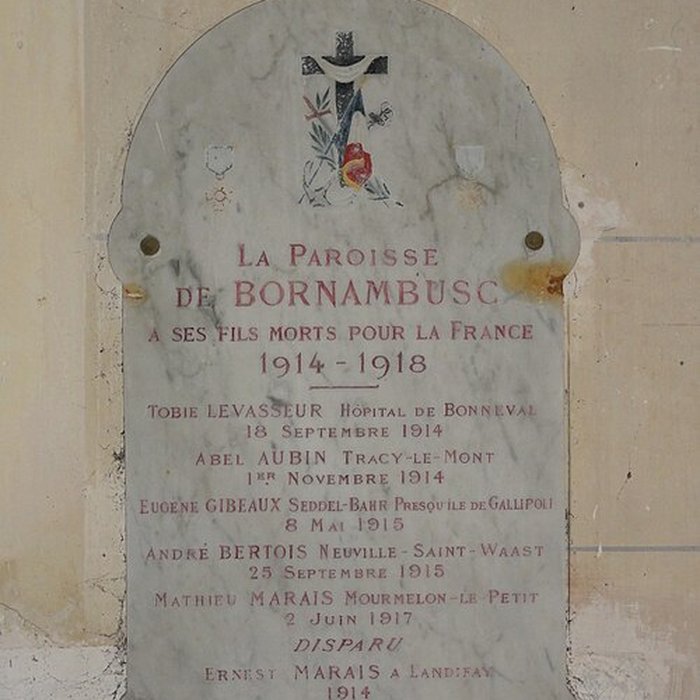 LA PAROISSE
DE BORNAMBUSC
A SES FILS MORTS POUR LA FRANCE
1914 - 1918
TOBIE LEVASSEUR HÔPITAL DE BONNEVAL
18 SEPTEMBRE 1914
ABEL AUBIN TRACY-LE-MONT
1ER NOVEMBRE 1914
EUGÈNE GIBEAUX SEDDEL-BAHR PRESQU'ILE DE GALLIPOLI
8 MAI 1915
ANDRÉ BERTOIS NEUVILLE-SAINT-WAAST
25 SEPTEMBRE 1915
MATHIEU MARAIS MOURMELON-LE PETIT
2 JUIN 1917
DISPARU
ERNEST MARAIS A LANDIFAY
1914